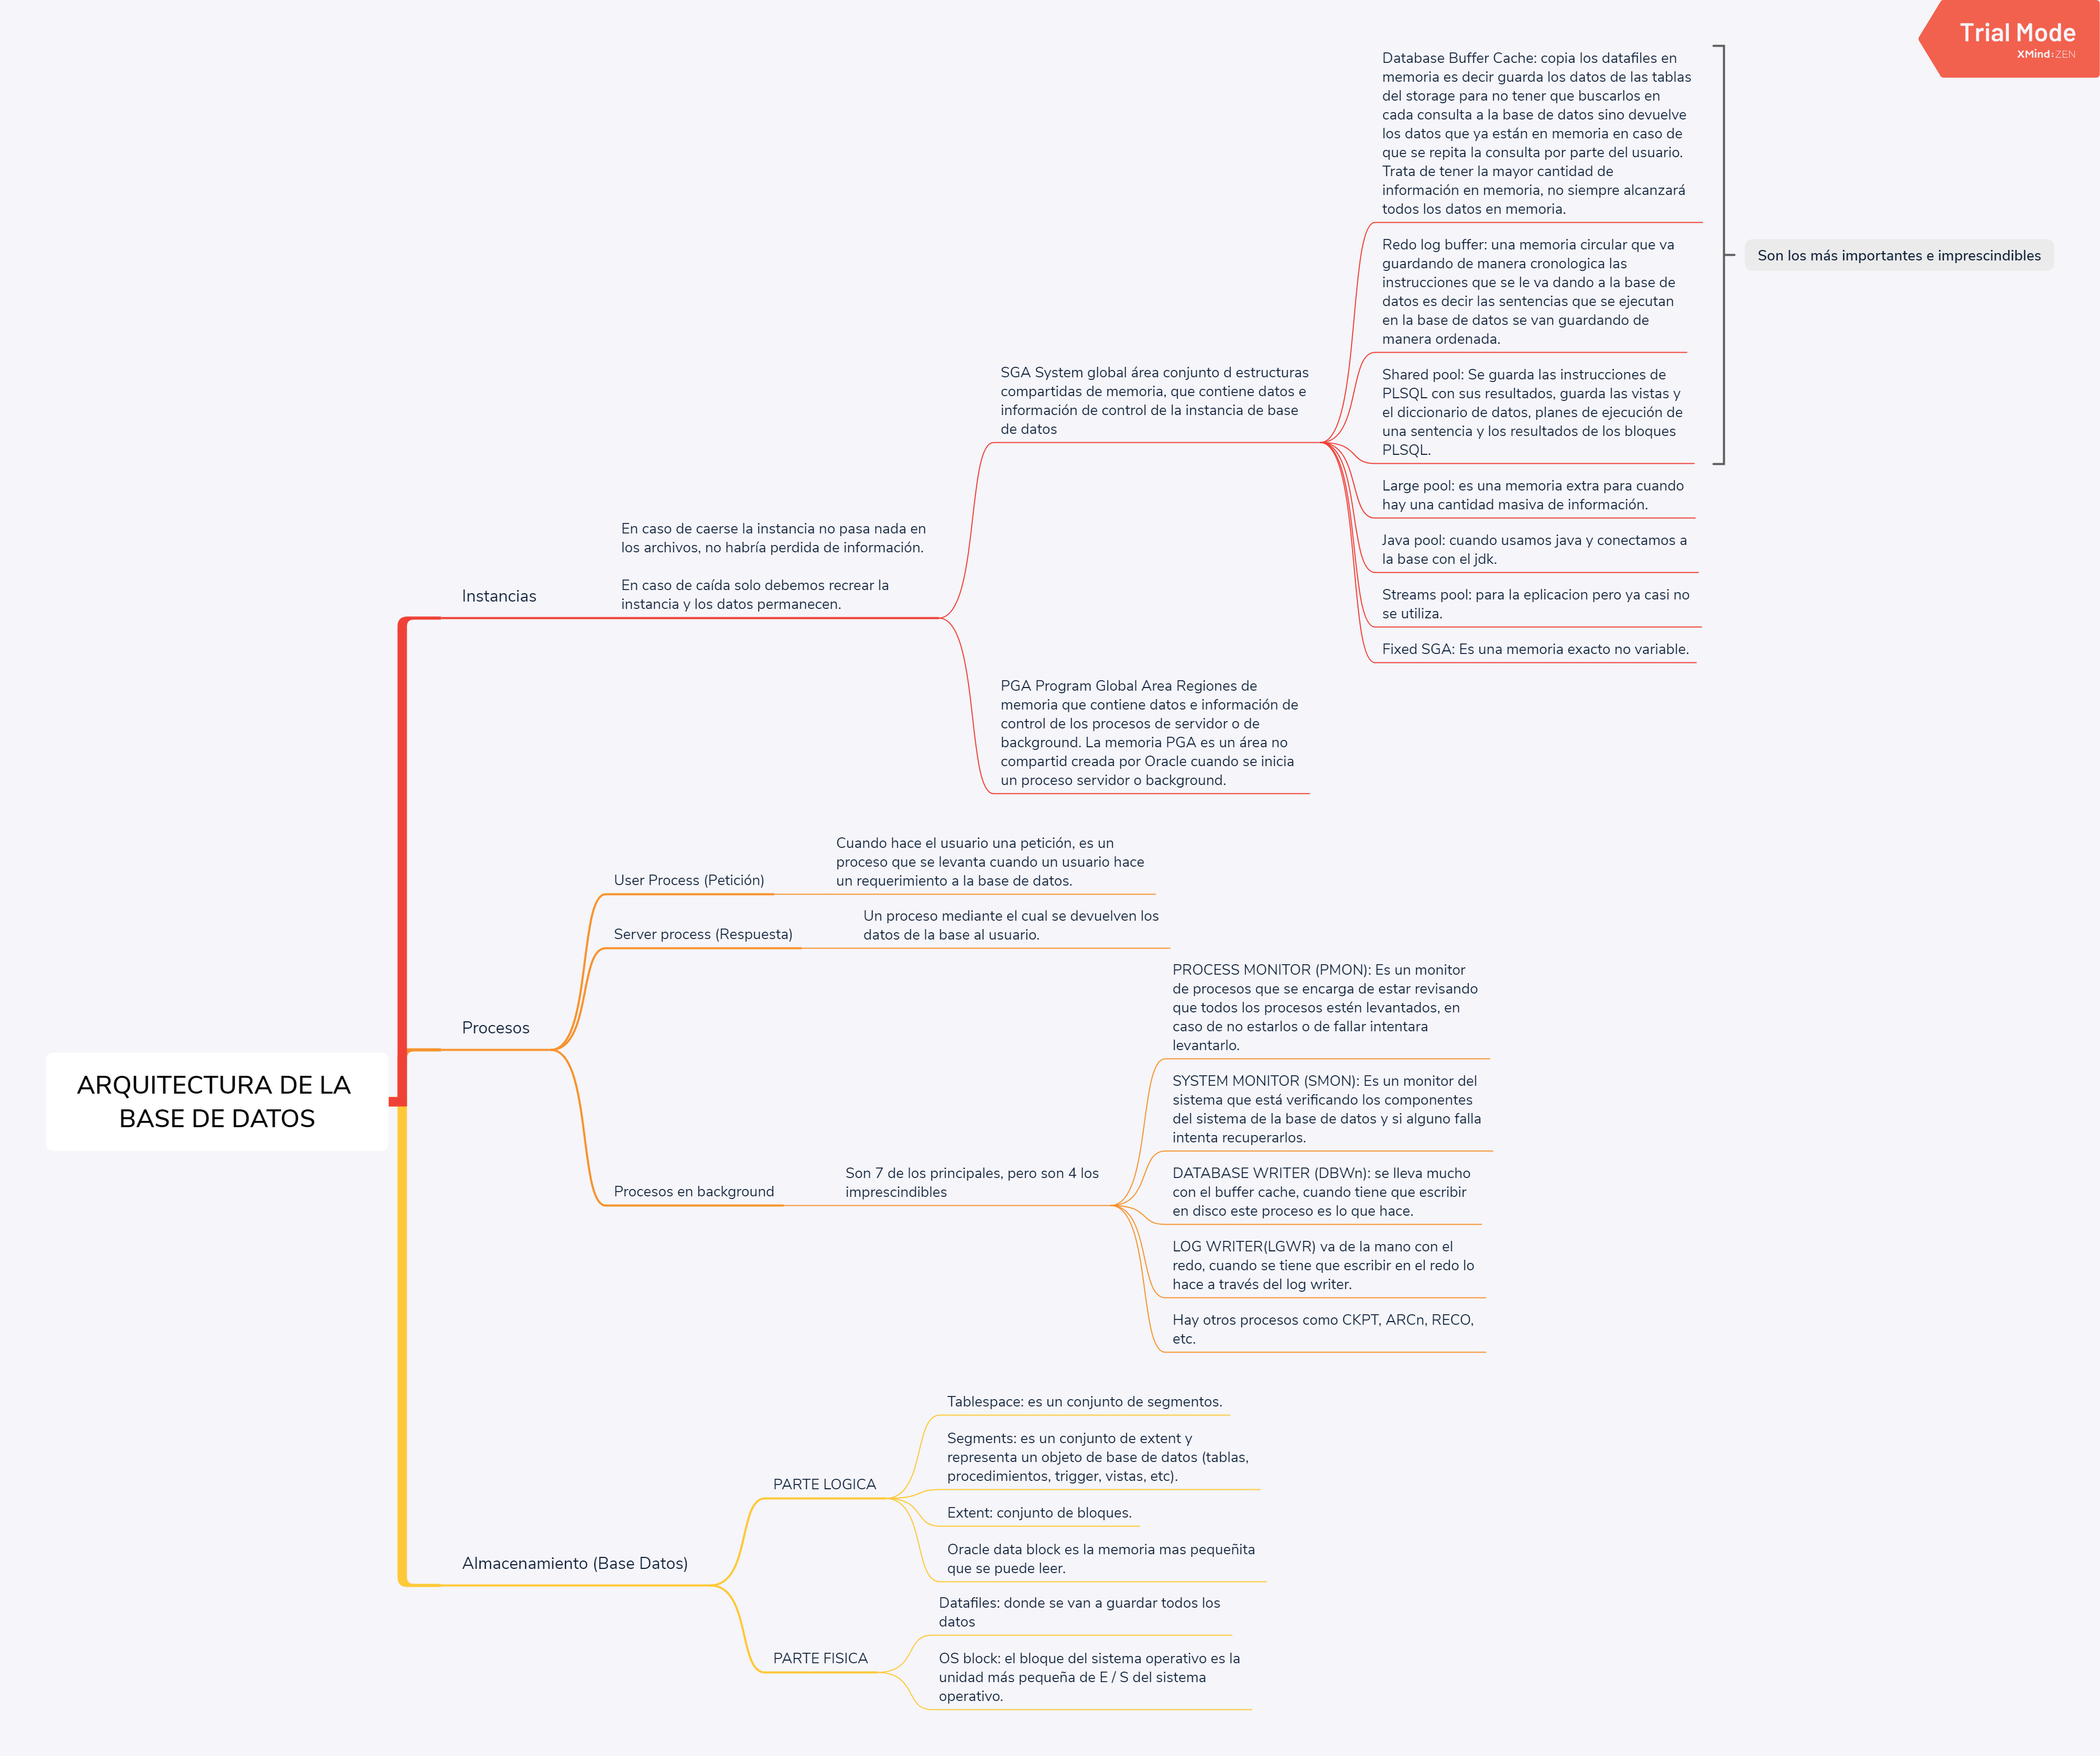 Trial Mode
XMind:ZEN
ARQUITECTURA DE LA
BASE DE DATOS
Instancias
En caso de caerse la instancia no pasa nada en
los archivos, no habría perdida de información.
En caso de caída solo debemos recrear la
instancia y los datos permanecen.
SGA System global área conjunto d estructuras
compartidas de memoria, que contiene datos e
información de control de la instancia de base
de datos
Database Buffer Cache: copia los datafiles en
memoria es decir guarda los datos de las tablas
del storage para no tener que buscarlos en
cada consulta a la base de datos sino devuelve
los datos que ya están en memoria en caso de
que se repita la consulta por parte del usuario.
Trata de tener la mayor cantidad de
información en memoria, no siempre alcanzará
todos los datos en memoria.
Redo log buffer: una memoria circular que va
guardando de manera cronologica las
instrucciones que se le va dando a la base de
datos es decir las sentencias que se ejecutan
en la base de datos se van guardando de
manera ordenada.
Shared pool: Se guarda las instrucciones de
PLSQL con sus resultados, guarda las vistas y
el diccionario de datos, planes de ejecución de
una sentencia y los resultados de los bloques
PLSQL.
Son los más importantes e imprescindibles
Large pool: es una memoria extra para cuando
hay una cantidad masiva de información.
Java pool: cuando usamos java y conectamos a
la base con el jdk.
Streams pool: para la eplicacion pero ya casi no
se utiliza.
Fixed SGA: Es una memoria exacto no variable.
PGA Program Global Area Regiones de
memoria que contiene datos e información de
control de los procesos de servidor o de
background. La memoria PGA es un área no
compartid creada por Oracle cuando se inicia
un proceso servidor o background.
Procesos
User Process (Petición)
Cuando hace el usuario una petición, es un
proceso que se levanta cuando un usuario hace
un requerimiento a la base de datos.
Server process (Respuesta)
Un proceso mediante el cual se devuelven los
datos de la base al usuario.
Procesos en background
Son 7 de los principales, pero son 4 los
imprescindibles
PROCESS MONITOR (PMON): Es un monitor
de procesos que se encarga de estar revisando
que todos los procesos estén levantados, en
caso de no estarlos o de fallar intentara
levantarlo.
SYSTEM MONITOR (SMON): Es un monitor del
sistema que está verificando los componentes
del sistema de la base de datos y si alguno falla
intenta recuperarlos.
DATABASE WRITER (DBWn): se lleva mucho
con el buffer cache, cuando tiene que escribir
en disco este proceso es lo que hace.
LOG WRITER(LGWR) va de la mano con el
redo, cuando se tiene que escribir en el redo lo
hace a través del log writer.
Hay otros procesos como CKPT, ARCn, RECO,
etc.
Almacenamiento (Base Datos)
PARTE LOGICA
Tablespace: es un conjunto de segmentos.
Segments: es un conjunto de extent y
representa un objeto de base de datos (tablas,
procedimientos, trigger, vistas, etc).
Extent: conjunto de bloques.
Oracle data block es la memoria mas pequeñita
que se puede leer.
PARTE FISICA
Datafiles: donde se van a guardar todos los
datos
OS block: el bloque del sistema operativo es la
unidad más pequeña de E / S del sistema
operativo.